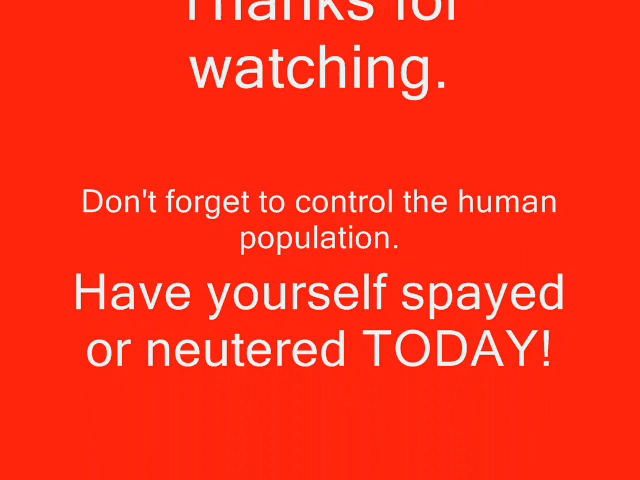 Thanks for
watching.
Don't forget to control the human
population.
Have yourself spayed
or neutered TODAY!